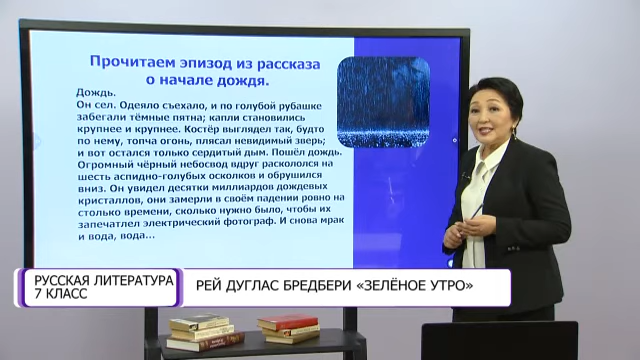 Прочитаем эпизод из рассказа
о начале дождя.
Дождь.
Он сел. Одеяло съехало, и по голубой рубашке
забегали тёмные пятна; капли становились
крупнее и крупнее. Костёр выглядел так, будто
по нему, топча огонь, плясал невидимый зверь;
и вот остался только сердитый дым. Пошёл дождь.
Огромный чёрный небосвод вдруг раскололся на
шесть аспидно-голубых осколков и обрушился
вниз. Он увидел десятки миллиардов дождевых
кристаллов, они замерли в своём падении ровно на
столько времени, сколько нужно было, чтобы их
запечатлел электрический фотограф. И снова мрак
и вода, вода...
РУССКАЯ ЛИТЕРАТУРА
7 КЛАСС
РЕЙ ДУГЛАС БРЕДБЕРИ «ЗЕЛЁНОЕ УТРО»